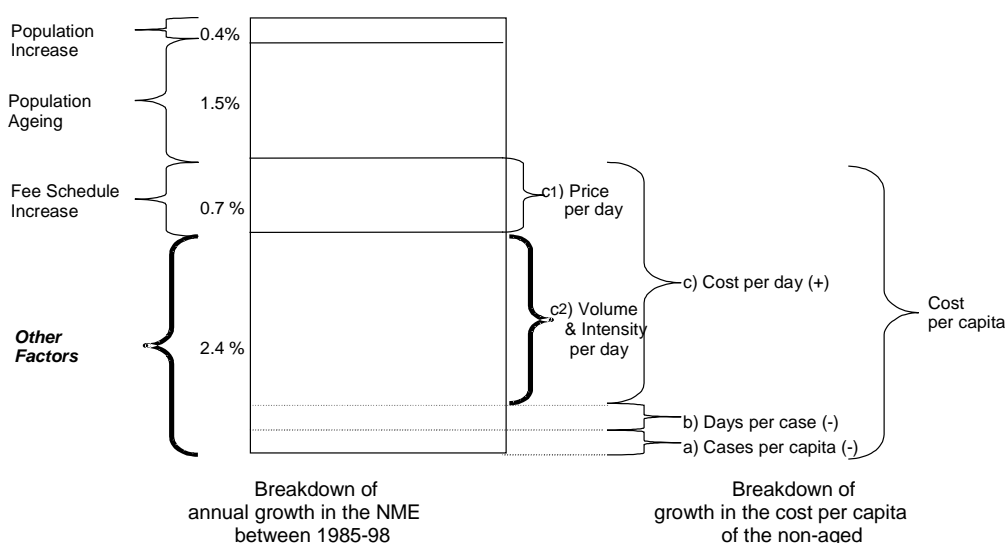 Population
Increase
0.4%
Population
Ageing
1.5%
Fee Schedule
Increase
0.7 %
c1) Price
per day
c) Cost per day (+)
Cost
per capita
c2) Volume
& Intensity
per day
Other
Factors
2.4 %
b) Days per case (-)
a) Cases per capita (-)
Breakdown of
annual growth in the NME
between 1985-98
Breakdown of
growth in the cost per capita
of the non-aged